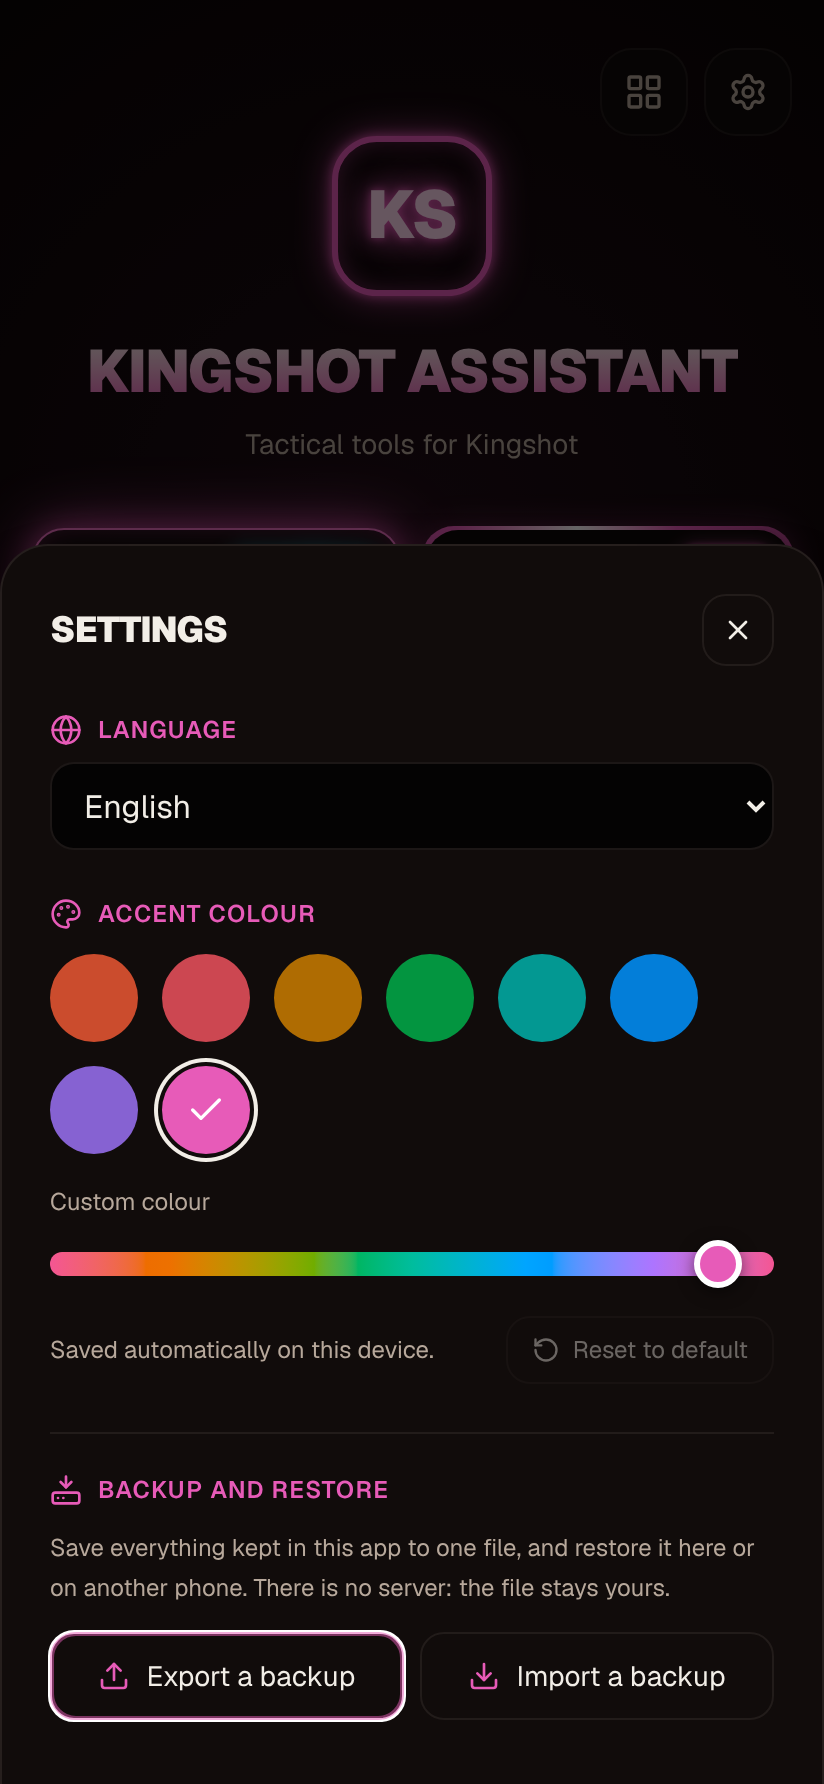 KS
KINGSHOT ASSISTANT
Tactical tools for Kingshot
SETTINGS
LANGUAGE
English
ACCENT COLOUR
Custom colour
Saved automatically on this device.
Reset to default
BACKUP AND RESTORE
Save everything kept in this app to one file, and restore it here or
on another phone. There is no server: the file stays yours.
Export a backup
Import a backup